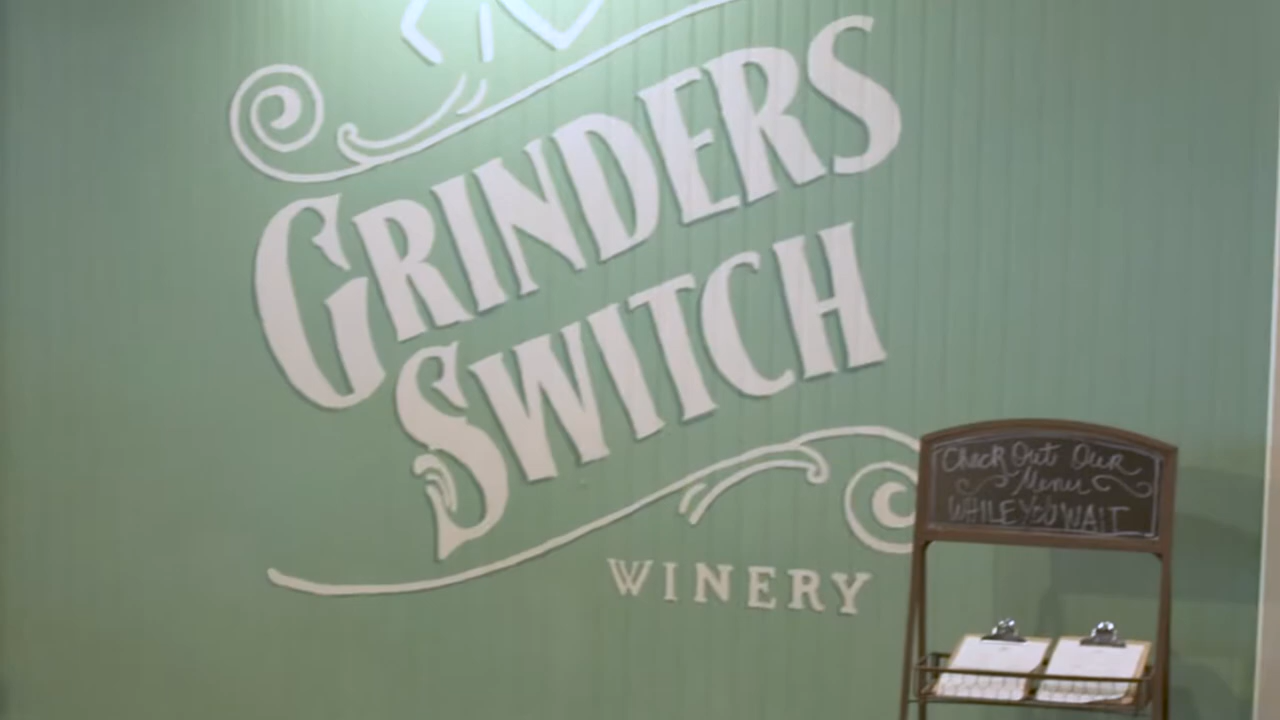 GRINDERS
SWITCH
WINERY
Check Out Our
Menu
WHILE YOU WAIT